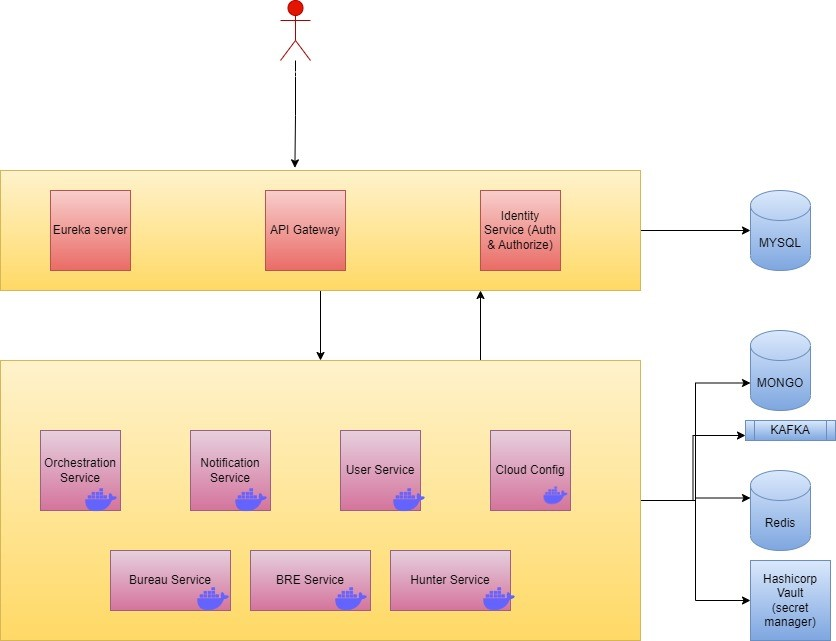 Eureka server
API Gateway
Identity
Service (Auth
& Authorize)
MYSQL
MONGO
KAFKA
Orchestration
Service
Notification
Service
User Service
Cloud Config
Redis
Bureau Service
BRE Service
Hunter Service
Hashicorp
Vault
(secret
manager)